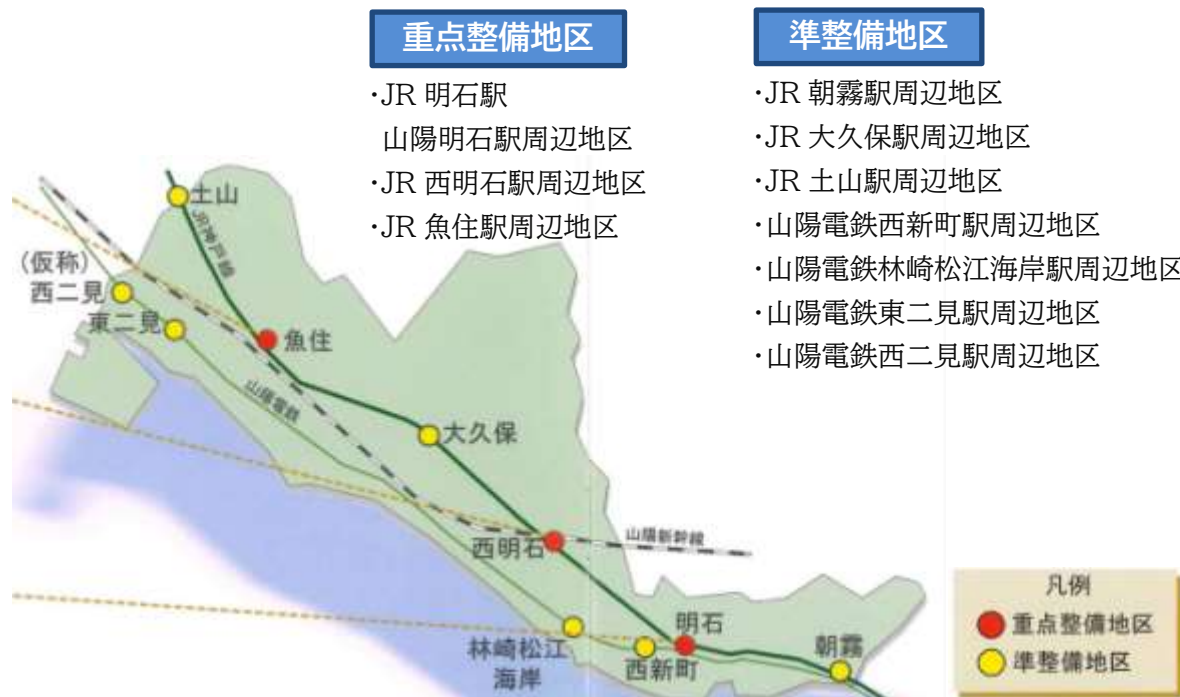 重点整備地区
・JR 明石駅
山陽明石駅周辺地区
・JR 西明石駅周辺地区
・JR 魚住駅周辺地区
準整備地区
・JR 朝霧駅周辺地区
・JR 大久保駅周辺地区
・JR 土山駅周辺地区
・山陽電鉄西新町駅周辺地区
・山陽電鉄林崎松江海岸駅周辺地区
・山陽電鉄東二見駅周辺地区
・山陽電鉄西二見駅周辺地区
土山
JR神戸線
(仮称)
西二見
東二見
魚住
山陽電鉄
大久保
西明石
山陽新幹線
林崎松江
海岸
西新町
明石
朝霧
凡例
重点整備地区
準整備地区